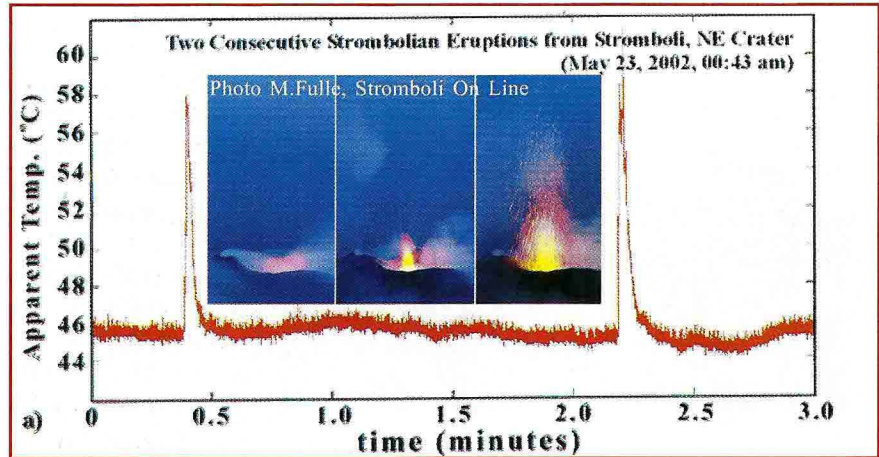 Two Consecutive Strombolian Eruptions from Stromboli, NE Crater
(May 23, 2002, 00:43 am)
Photo M.Fulle, Stromboli On Line
Apparent Temp. (°C)
60
58
56
54
52
50
48
46
44
0
0.5
1.0
1.5
2.0
2.5
3.0
a)
time (minutes)